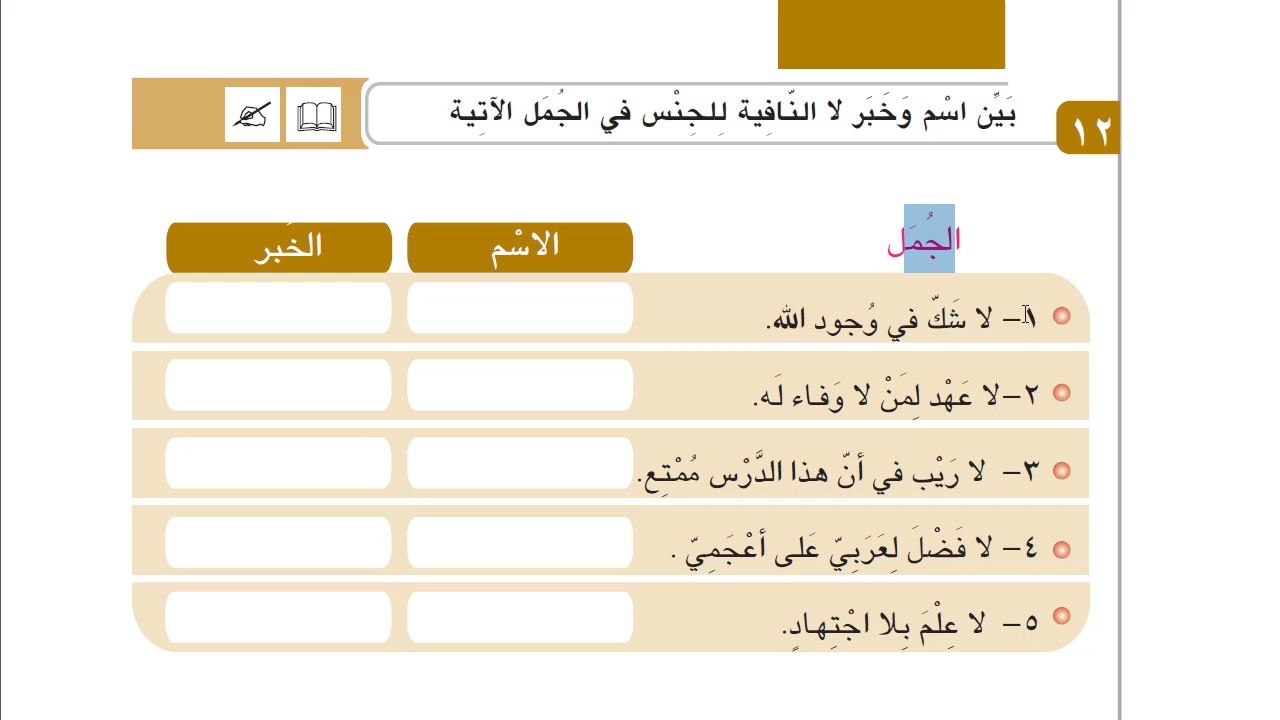 ١٢
بَيِّن اسْم وَخَبَر لا النّافِية لِلجِنْس في الجُمَل الآتِية
الجُمَل
الاسْم
الخَبر
١– لا شَكّ في وُجود الله.
٢–لا عَهْد لِمَنْ لا وَفاء لَه.
٣– لا رَيْب في أنّ هذا الدَّرْس مُمْتِع.
٤– لا فَضْلَ لِعَرَبِيّ عَلى أعْجَمِيّ .
٥– لا عِلْمَ بِلا اجْتِهادٍ.